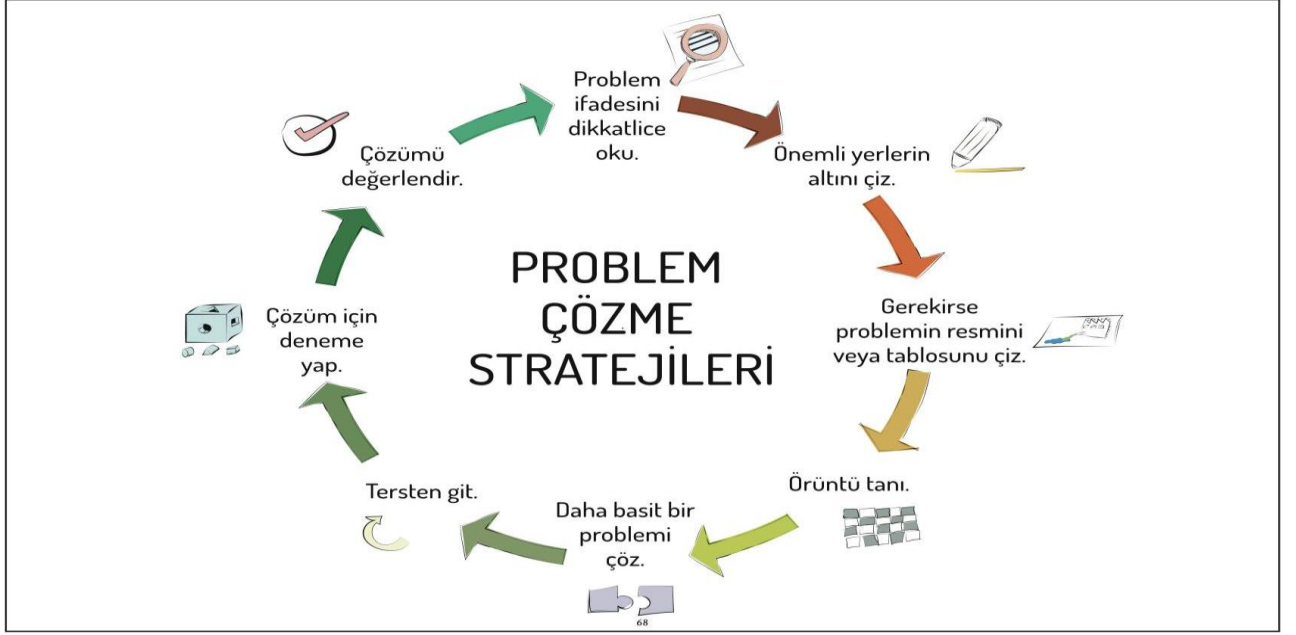 Problem
ifadesini
dikkatlice
oku.
Önemli yerlerin
altını çiz.
Gerekirse
problemin resmini
veya tablosunu çiz.
Örüntü tanı.
Daha basit bir
problemi
çöz.
Tersten git.
Çözüm için
deneme
yap.
Çözümü
değerlendir.
PROBLEM
ÇÖZME
STRATEJİLERİ
68